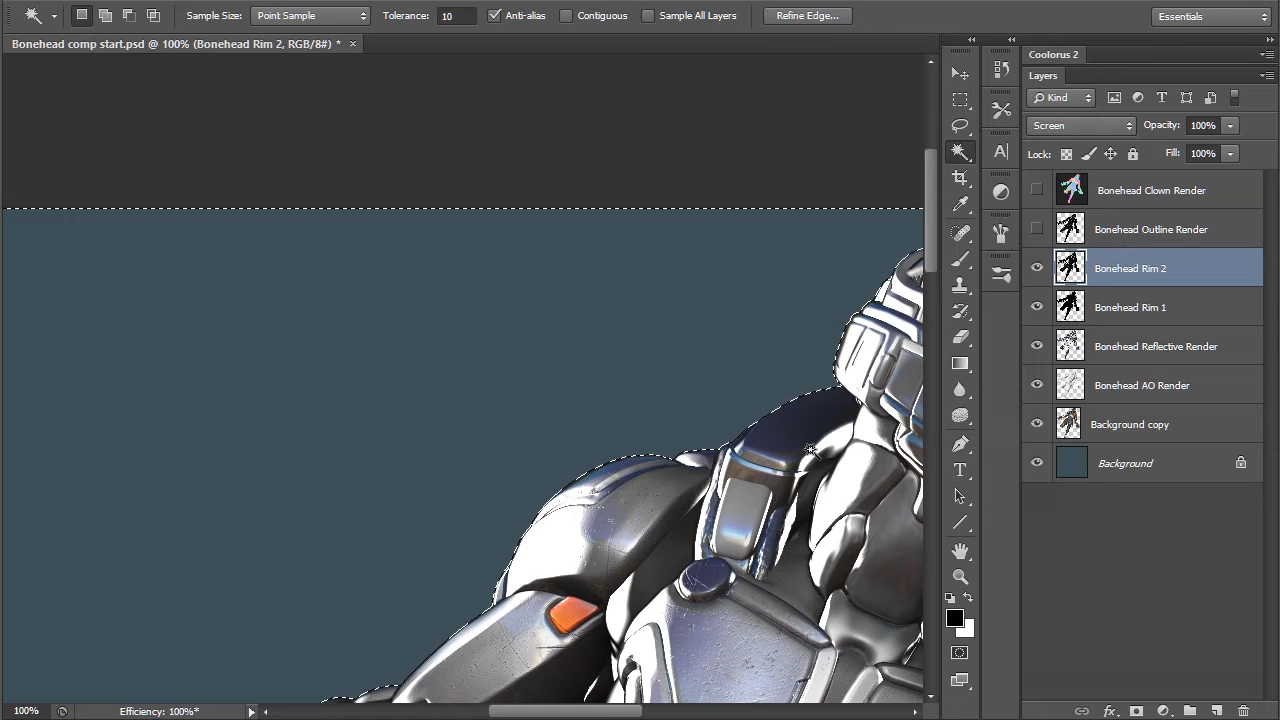 Sample Size: Point Sample Tolerance: 10 Anti-alias Contiguous Sample All Layers Refine Edge... Essentials
Bonehead comp start.psd @ 100% (Bonehead Rim 2, RGB/8#) * ×
Coolorus 2
Layers
Kind
Screen Opacity: 100%
Lock: Fill: 100%
Bonehead Clown Render
Bonehead Outline Render
Bonehead Rim 2
Bonehead Rim 1
Bonehead Reflective Render
Bonehead AO Render
Background copy
Background
100% Efficiency: 100%*